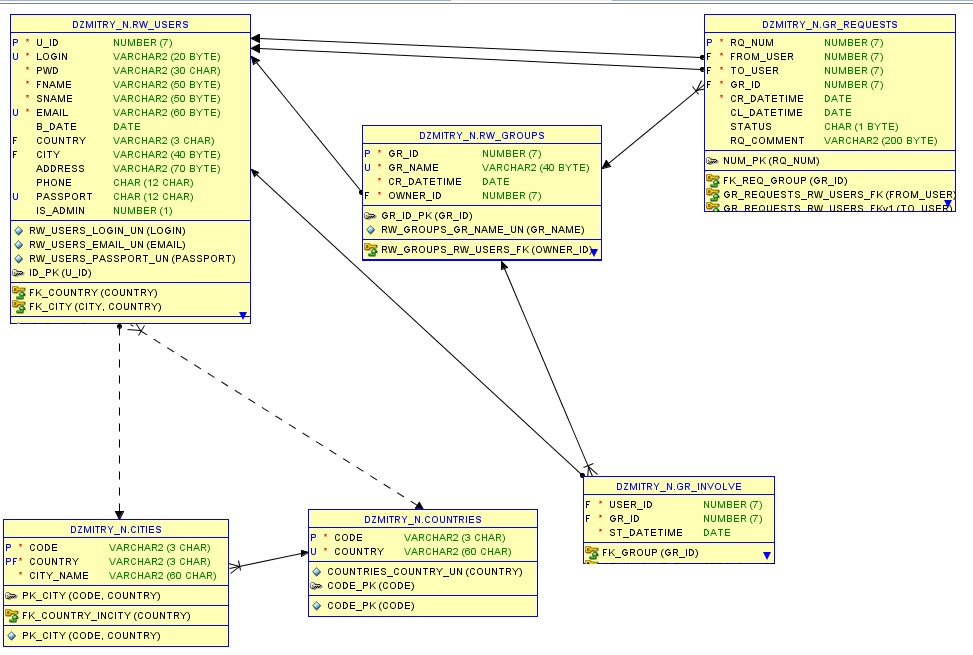 DZMITRY_N.RW_USERS
P * U_ID NUMBER (7)
U * LOGIN VARCHAR2 (20 BYTE)
* PWD VARCHAR2 (30 CHAR)
* FNAME VARCHAR2 (50 BYTE)
* SNAME VARCHAR2 (50 BYTE)
U * EMAIL VARCHAR2 (60 BYTE)
B_DATE DATE
F COUNTRY VARCHAR2 (3 CHAR)
F CITY VARCHAR2 (40 BYTE)
ADDRESS VARCHAR2 (70 BYTE)
PHONE CHAR (12 CHAR)
U PASSPORT CHAR (12 CHAR)
IS_ADMIN NUMBER (1)
RW_USERS_LOGIN_UN (LOGIN)
RW_USERS_EMAIL_UN (EMAIL)
RW_USERS_PASSPORT_UN (PASSPORT)
ID_PK (U_ID)
FK_COUNTRY (COUNTRY)
FK_CITY (CITY, COUNTRY)
DZMITRY_N.GR_REQUESTS
P * RQ_NUM NUMBER (7)
F * FROM_USER NUMBER (7)
F * TO_USER NUMBER (7)
F * GR_ID NUMBER (7)
* CR_DATETIME DATE
CL_DATETIME DATE
STATUS CHAR (1 BYTE)
RQ_COMMENT VARCHAR2 (200 BYTE)
NUM_PK (RQ_NUM)
FK_REQ_GROUP (GR_ID)
GR_REQUESTS_RW_USERS_FK (FROM_USER)
GR_REQUESTS_RW_USERS_FKv1 (TO_USER)
DZMITRY_N.RW_GROUPS
P * GR_ID NUMBER (7)
U * GR_NAME VARCHAR2 (40 BYTE)
* CR_DATETIME DATE
F * OWNER_ID NUMBER (7)
GR_ID_PK (GR_ID)
RW_GROUPS_GR_NAME_UN (GR_NAME)
RW_GROUPS_RW_USERS_FK (OWNER_ID)
DZMITRY_N.GR_INVOLVE
F * USER_ID NUMBER (7)
F * GR_ID NUMBER (7)
* ST_DATETIME DATE
FK_GROUP (GR_ID)
DZMITRY_N.CITIES
P * CODE VARCHAR2 (3 CHAR)
PF* COUNTRY VARCHAR2 (3 CHAR)
* CITY_NAME VARCHAR2 (60 CHAR)
PK_CITY (CODE, COUNTRY)
FK_COUNTRY_INCITY (COUNTRY)
PK_CITY (CODE, COUNTRY)
DZMITRY_N.COUNTRIES
P * CODE VARCHAR2 (3 CHAR)
U * COUNTRY VARCHAR2 (60 CHAR)
COUNTRIES_COUNTRY_UN (COUNTRY)
CODE_PK (CODE)
CODE_PK (CODE)